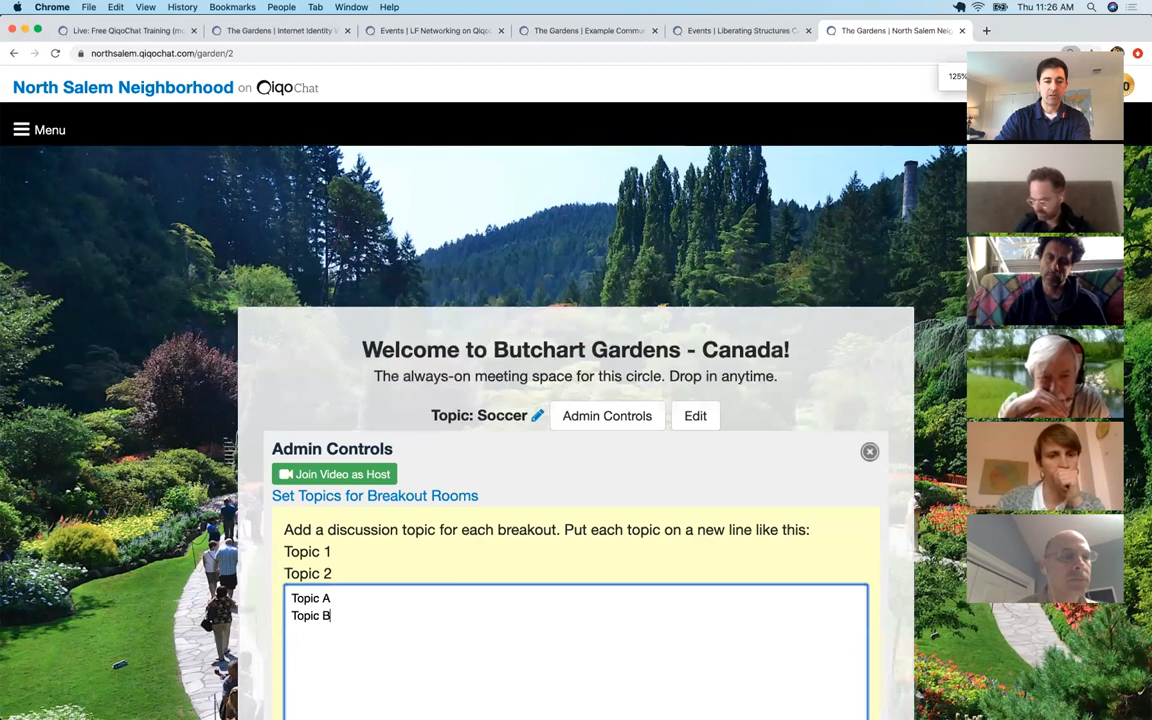 Chrome File Edit View History Bookmarks People Tab Window Help Thu 11:26 AM
Live: Free QiqoChat Training (mo
The Gardens | Internet Identity
Events | LF Networking on Qiqo
The Gardens | Example Commu
Events | Liberating Structures
The Gardens | North Salem Nei
northsalem.qiqochat.com/garden/2
125%
North Salem Neighborhood on QiqoChat
Menu
Welcome to Butchart Gardens - Canada!
The always-on meeting space for this circle. Drop in anytime.
Topic: Soccer Admin Controls Edit
Admin Controls
Join Video as Host
Set Topics for Breakout Rooms
Add a discussion topic for each breakout. Put each topic on a new line like this:
Topic 1
Topic 2
Topic A
Topic B